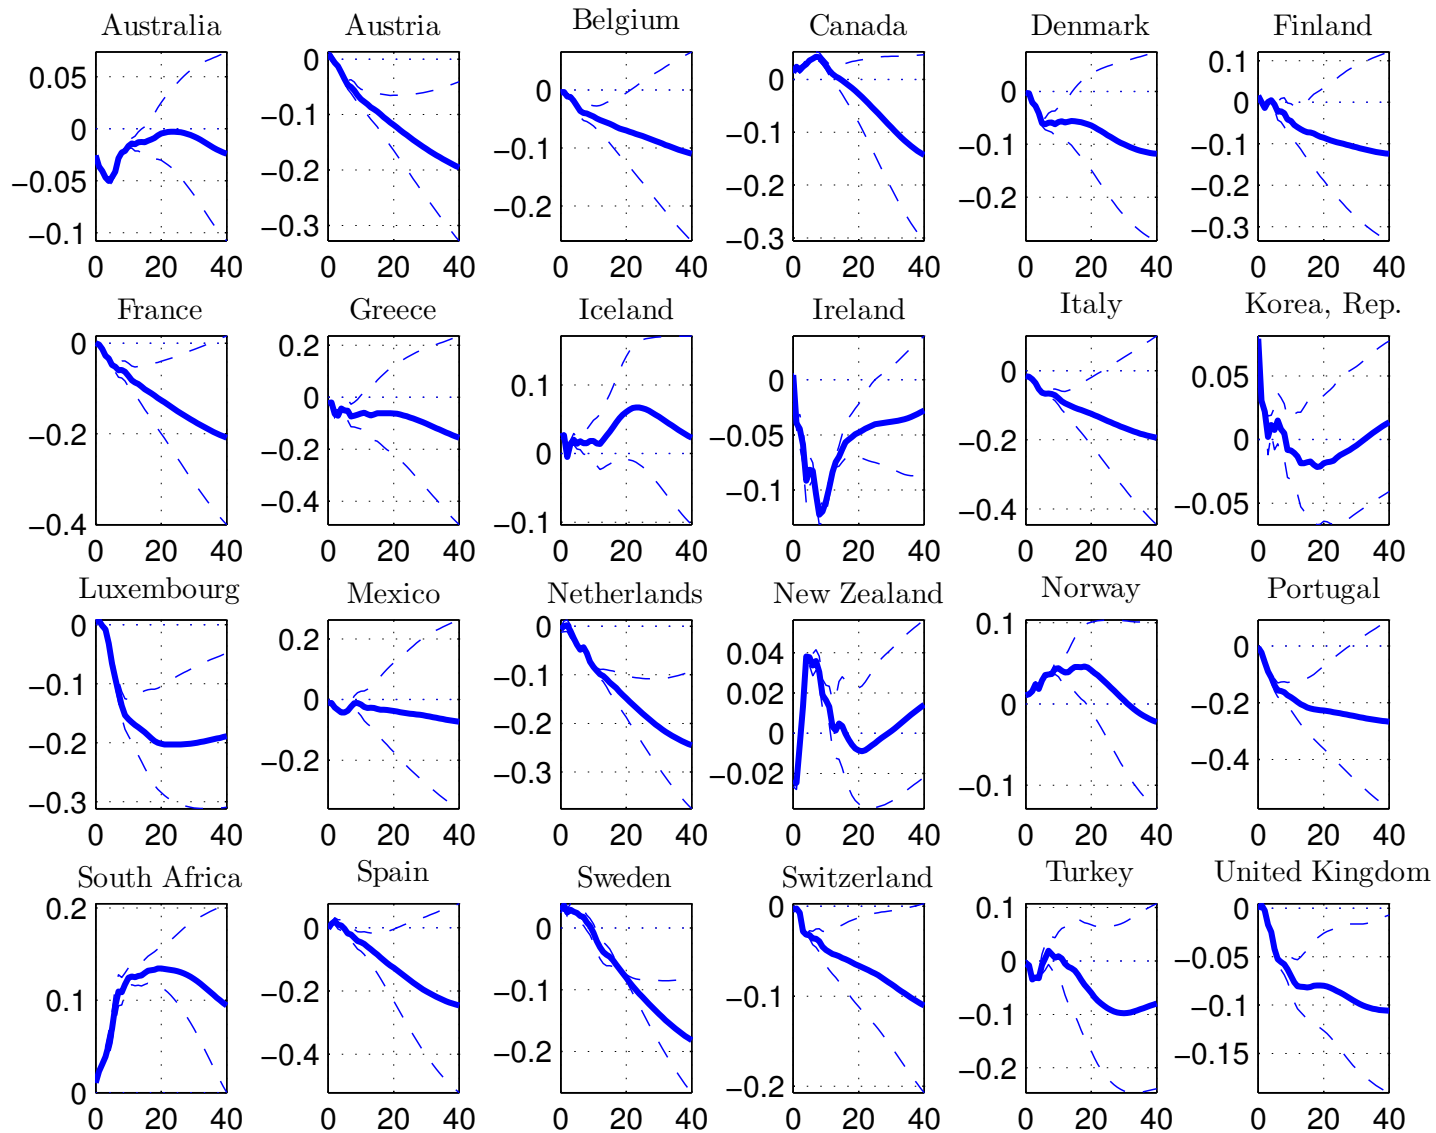 Australia Austria Belgium Canada Denmark Finland
0.05 0 −0.05 −0.1 0 20 40
0 −0.1 −0.2 −0.3 0 20 40
0 −0.1 −0.2 0 20 40
0 −0.1 −0.2 −0.3 0 20 40
0 −0.1 −0.2 0 20 40
0.1 0 −0.1 −0.2 −0.3 0 20 40
France Greece Iceland Ireland Italy Korea, Rep.
0 −0.2 −0.4 0 20 40
0.2 0 −0.2 −0.4 0 20 40
0.1 0 −0.1 0 20 40
0 −0.05 −0.1 0 20 40
0 −0.2 −0.4 0 20 40
0.05 0 −0.05 0 20 40
Luxembourg Mexico Netherlands New Zealand Norway Portugal
0 −0.1 −0.2 −0.3 0 20 40
0.2 0 −0.2 0 20 40
0 −0.1 −0.2 −0.3 0 20 40
0.04 0.02 0 −0.02 0 20 40
0.1 0 −0.1 0 20 40
0 −0.2 −0.4 0 20 40
South Africa Spain Sweden Switzerland Turkey United Kingdom
0.2 0.1 0 0 20 40
0 −0.2 −0.4 0 20 40
0 −0.1 −0.2 0 20 40
0 −0.1 −0.2 0 20 40
0.1 0 −0.1 −0.2 0 20 40
0 −0.05 −0.1 −0.15 0 20 40